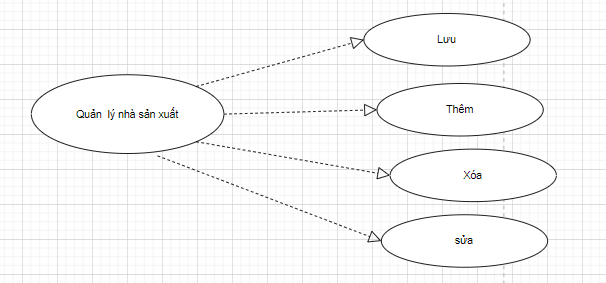 Lưu
Quản lý nhà sản xuất
Thêm
Xóa
sửa